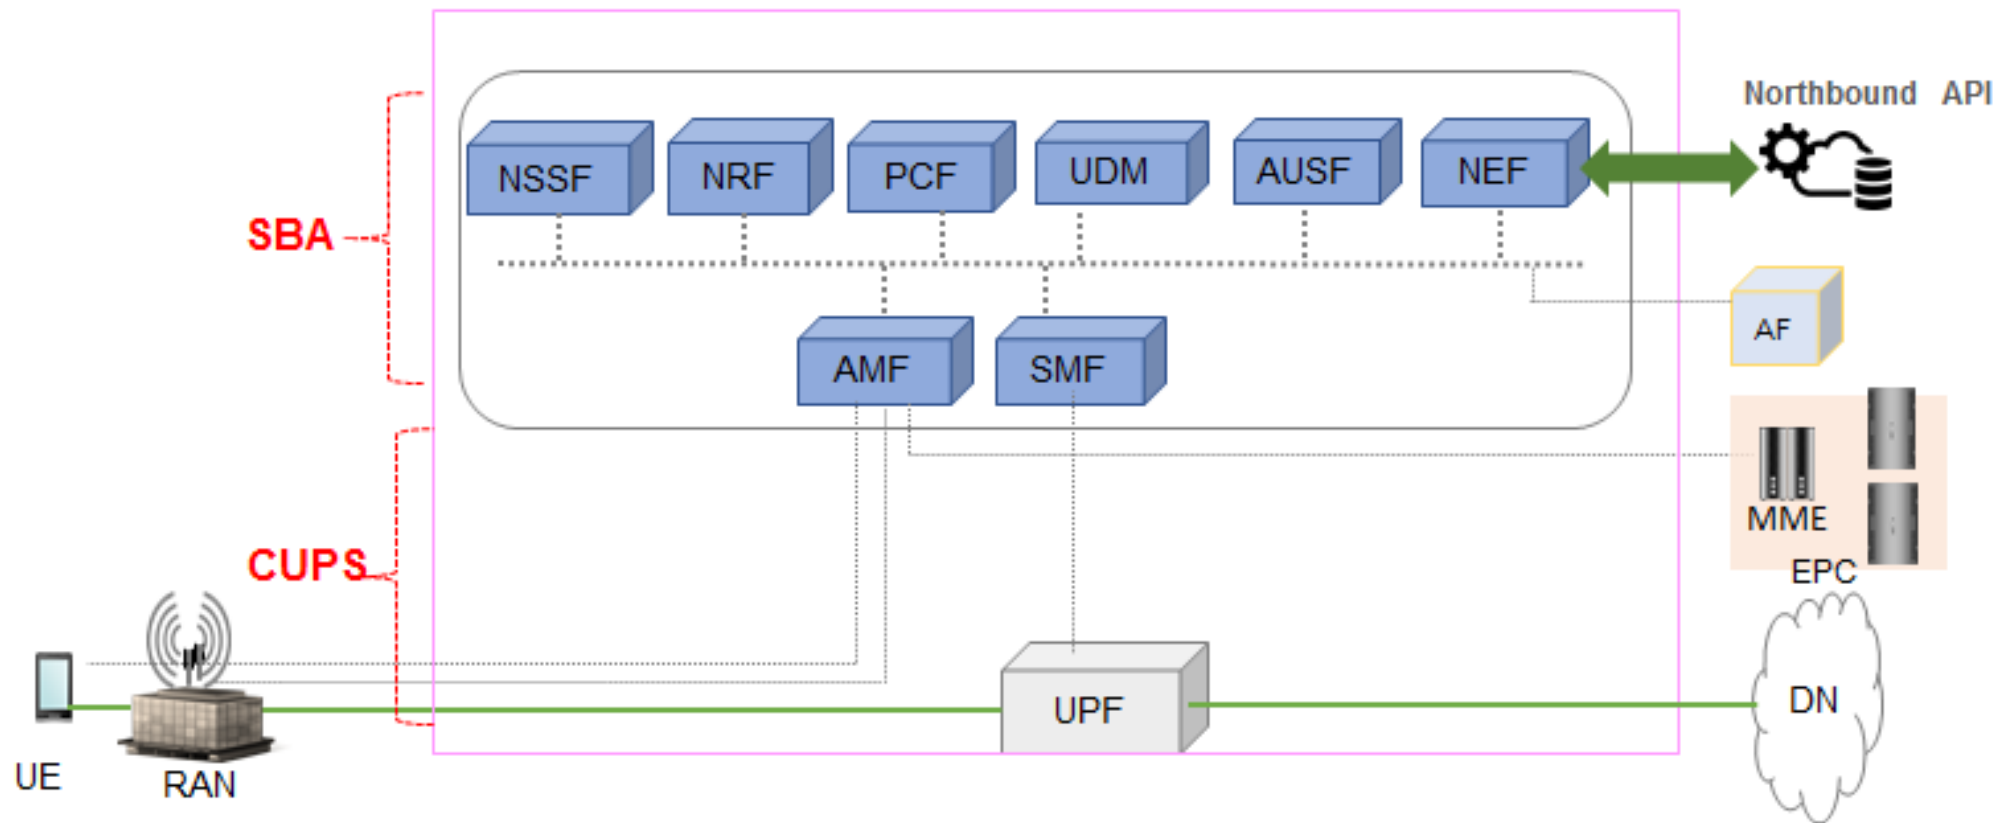 Northbound API
NSSF
NRF
PCF
UDM
AUSF
NEF
SBA
AF
AMF
SMF
MME
CUPS
EPC
UPF
DN
UE
RAN